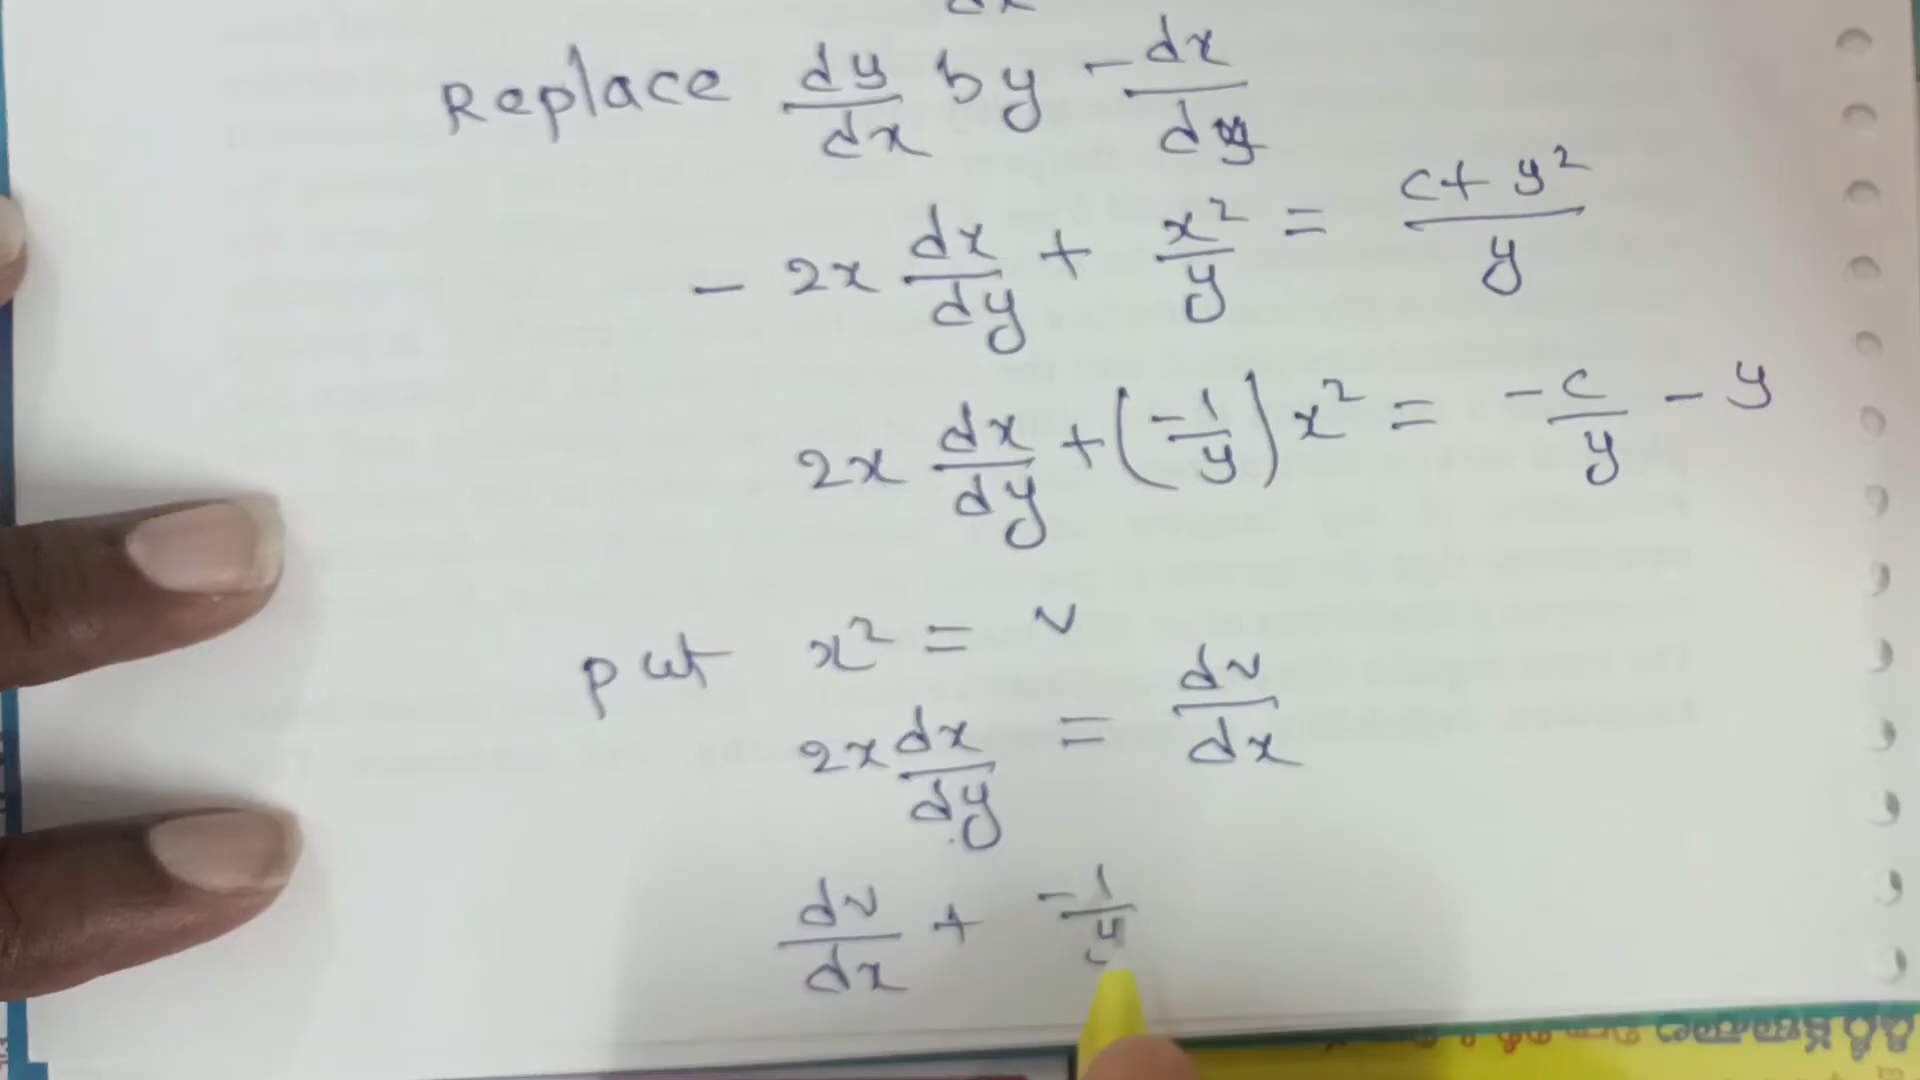 Replace dy/dx by -dx/dy
- 2x dx/dy + x²/y = c+y²/y
2x dx/dy + (-1/y) x² = -c/y - y
put x² = v
2x dx/dy = dv/dx
dv/dx + -1/y